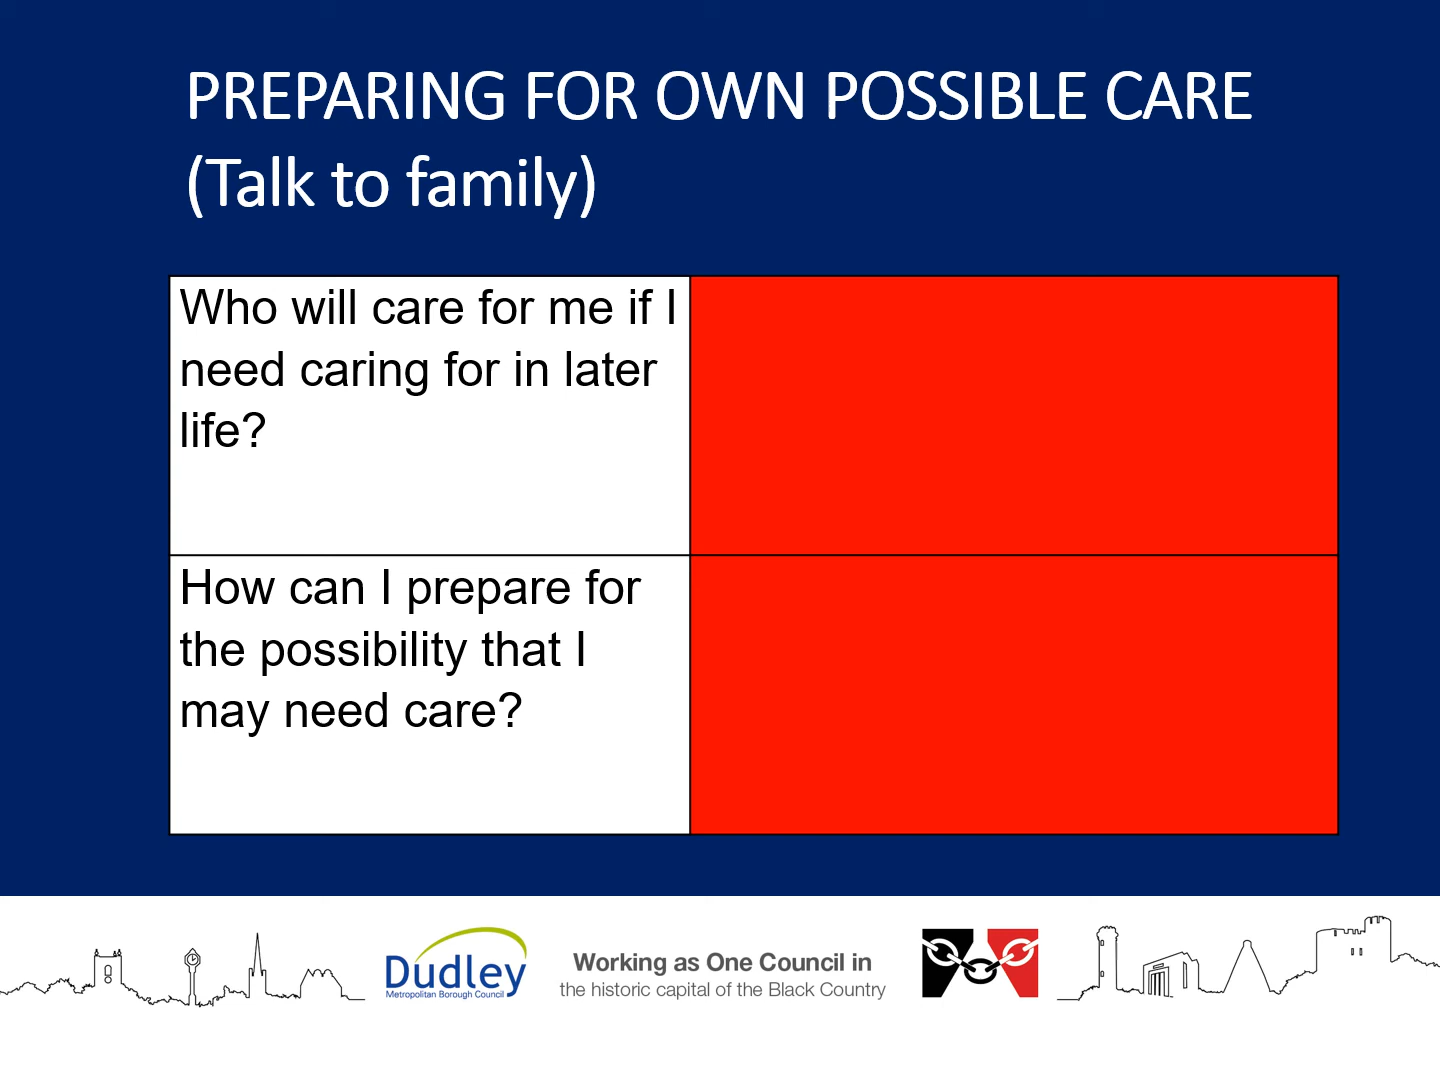 PREPARING FOR OWN POSSIBLE CARE
(Talk to family)
Who will care for me if I
need caring for in later
life?
How can I prepare for
the possibility that I
may need care?
Dudley
Metropolitan Borough Council
Working as One Council in
the historic capital of the Black Country